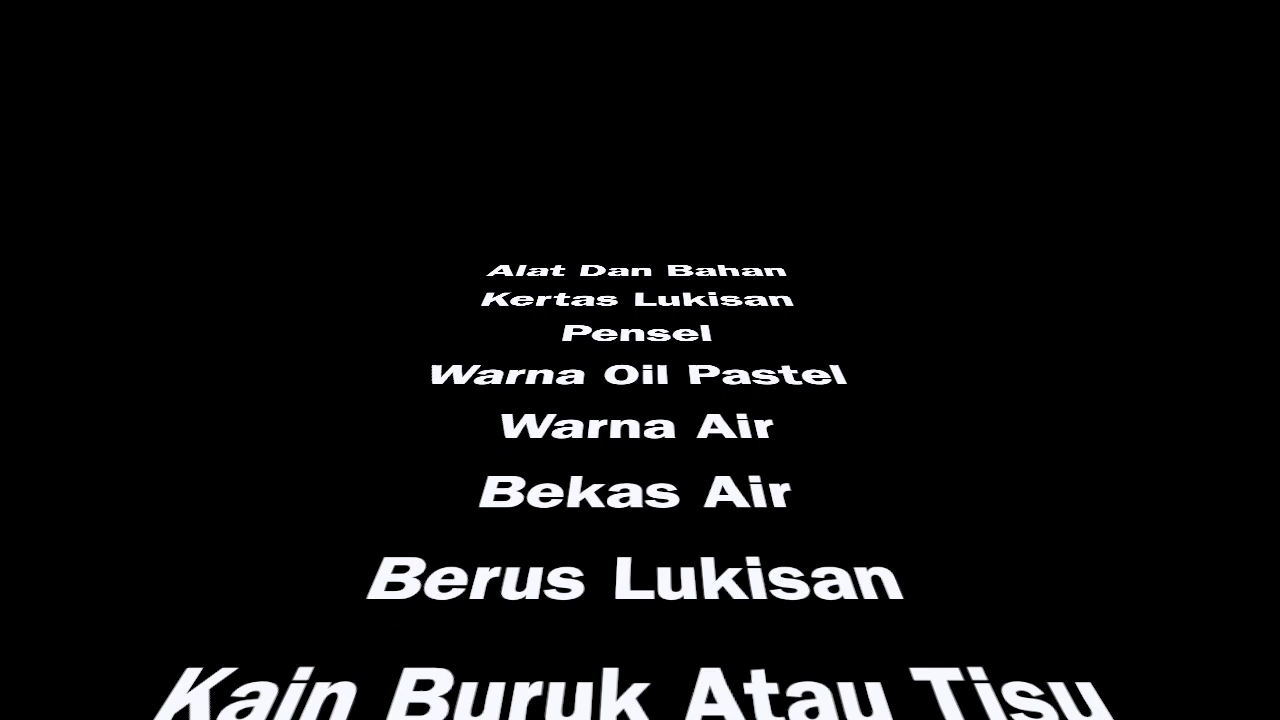 Alat Dan Bahan
Kertas Lukisan
Pensel
Warna Oil Pastel
Warna Air
Bekas Air
Berus Lukisan
Kain Buruk Atau Tisu